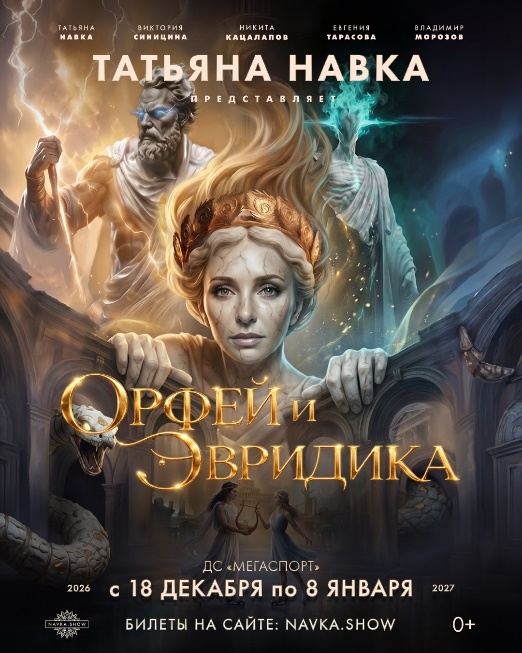 ТАТЬЯНА НАВКА
ВИКТОРИЯ СИНИЦИНА
НИКИТА КАЦАЛАПОВ
ЕВГЕНИЯ ТАРАСОВА
ВЛАДИМИР МОРОЗОВ
ТАТЬЯНА НАВКА
ПРЕДСТАВЛЯЕТ
ОРФЕЙ и
ЭВРИДИКА
ДС «МЕГАСПОРТ»
2026 с 18 ДЕКАБРЯ по 8 ЯНВАРЯ 2027
NAVKA.SHOW БИЛЕТЫ НА САЙТЕ: NAVKA.SHOW 0+